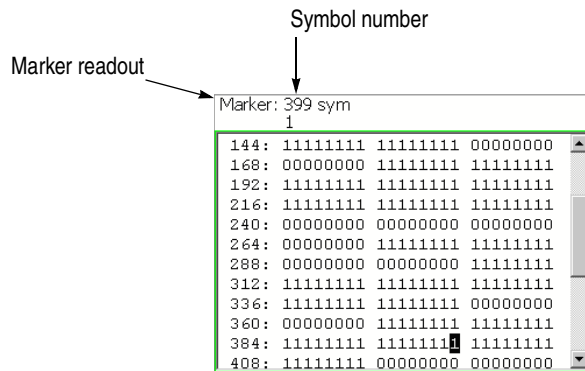 Symbol number
Marker readout
Marker: 399 sym
1
144: 11111111 11111111 00000000
168: 00000000 11111111 11111111
192: 11111111 11111111 11111111
216: 11111111 11111111 11111111
240: 00000000 00000000 00000000
264: 00000000 11111111 11111111
288: 00000000 00000000 11111111
312: 11111111 11111111 11111111
336: 11111111 11111111 00000000
360: 00000000 11111111 11111111
384: 11111111 11111111 11111111
408: 11111111 00000000 00000000